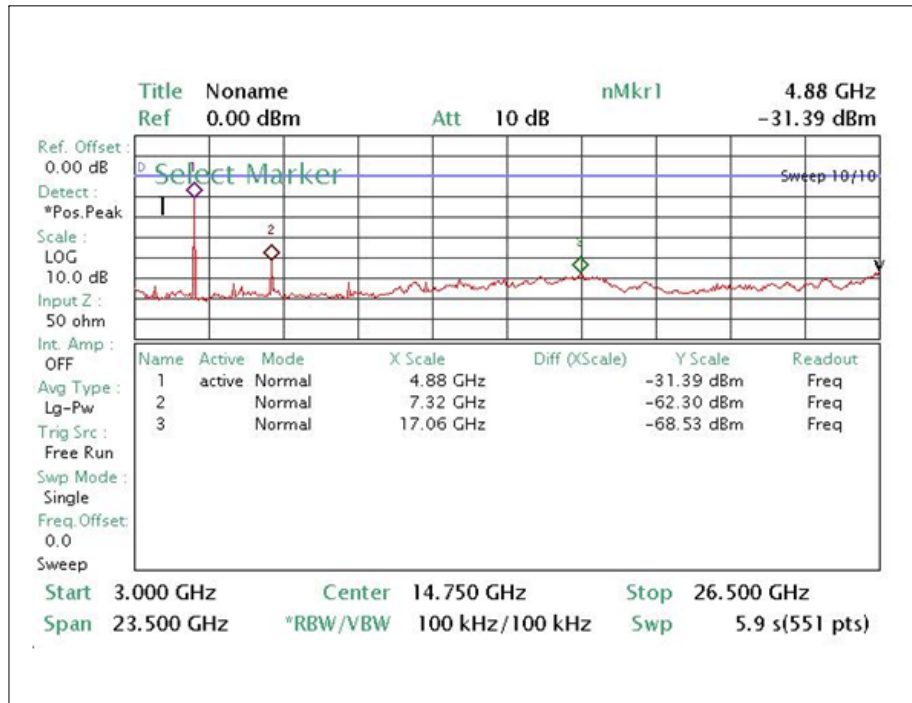 Title Noname nMkr1 4.88 GHz
Ref 0.00 dBm Att 10 dB -31.39 dBm
Ref. Offset :
0.00 dB
D 1 Select Marker Sweep 10/10
Detect :
*Pos.Peak
Scale :
LOG
10.0 dB
2
3
Input Z :
50 ohm
Int. Amp :
OFF
Avg Type :
Lg-Pw
Trig Src :
Free Run
Swp Mode :
Single
Freq.Offset:
0.0
Sweep
Name Active Mode X Scale Diff (XScale) Y Scale Readout
1 active Normal 4.88 GHz -31.39 dBm Freq
2 Normal 7.32 GHz -62.30 dBm Freq
3 Normal 17.06 GHz -68.53 dBm Freq
Start 3.000 GHz Center 14.750 GHz Stop 26.500 GHz
Span 23.500 GHz *RBW/VBW 100 kHz/100 kHz Swp 5.9 s(551 pts)